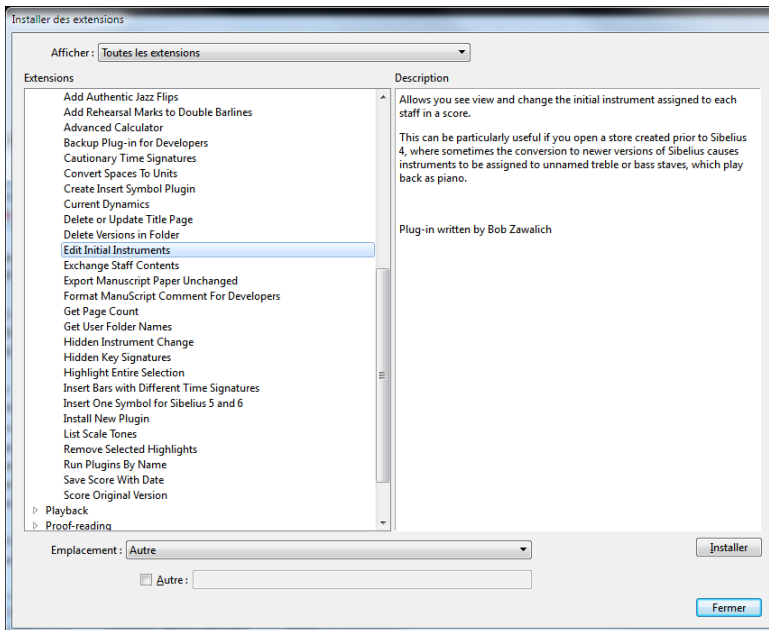 Installer des extensions
Afficher : Toutes les extensions
Extensions
Description
Add Authentic Jazz Flips
Add Rehearsal Marks to Double Barlines
Advanced Calculator
Backup Plug-in for Developers
Cautionary Time Signatures
Convert Spaces To Units
Create Insert Symbol Plugin
Current Dynamics
Delete or Update Title Page
Delete Versions in Folder
Edit Initial Instruments
Exchange Staff Contents
Export Manuscript Paper Unchanged
Format ManuScript Comment For Developers
Get Page Count
Get User Folder Names
Hidden Instrument Change
Hidden Key Signatures
Highlight Entire Selection
Insert Bars with Different Time Signatures
Insert One Symbol for Sibelius 5 and 6
Install New Plugin
List Scale Tones
Remove Selected Highlights
Run Plugins By Name
Save Score With Date
Score Original Version
Playback
Proof-reading
Allows you see view and change the initial instrument assigned to each
staff in a score.
This can be particularly useful if you open a store created prior to Sibelius
4, where sometimes the conversion to newer versions of Sibelius causes
instruments to be assigned to unnamed treble or bass staves, which play
back as piano.
Plug-in written by Bob Zawalich
Emplacement : Autre
Installer
Autre :
Fermer